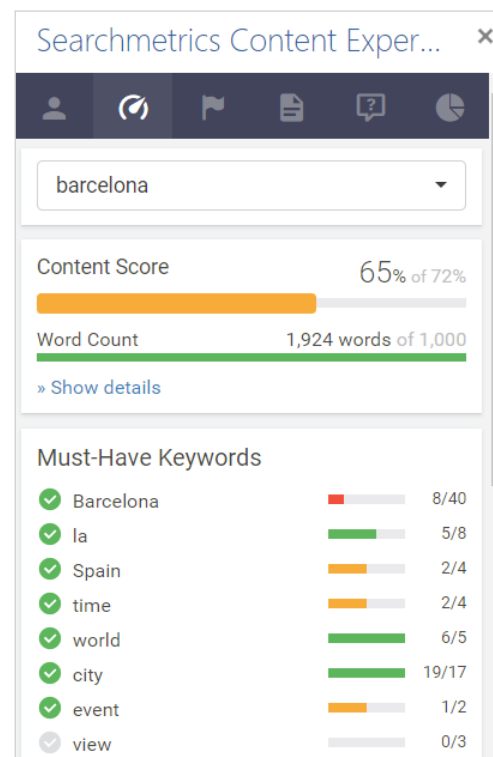 Searchmetrics Content Exper...
barcelona
Content Score 65% of 72%
Word Count 1,924 words of 1,000
» Show details
Must-Have Keywords
Barcelona 8/40
la 5/8
Spain 2/4
time 2/4
world 6/5
city 19/17
event 1/2
view 0/3